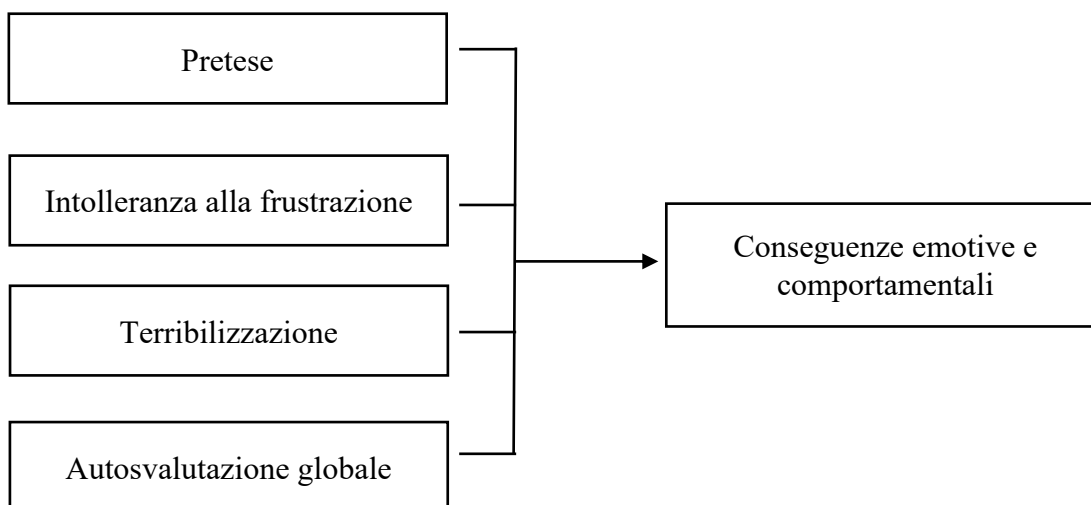 Pretese
Intolleranza alla frustrazione
Terribilizzazione
Autosvalutazione globale
Conseguenze emotive e
comportamentali